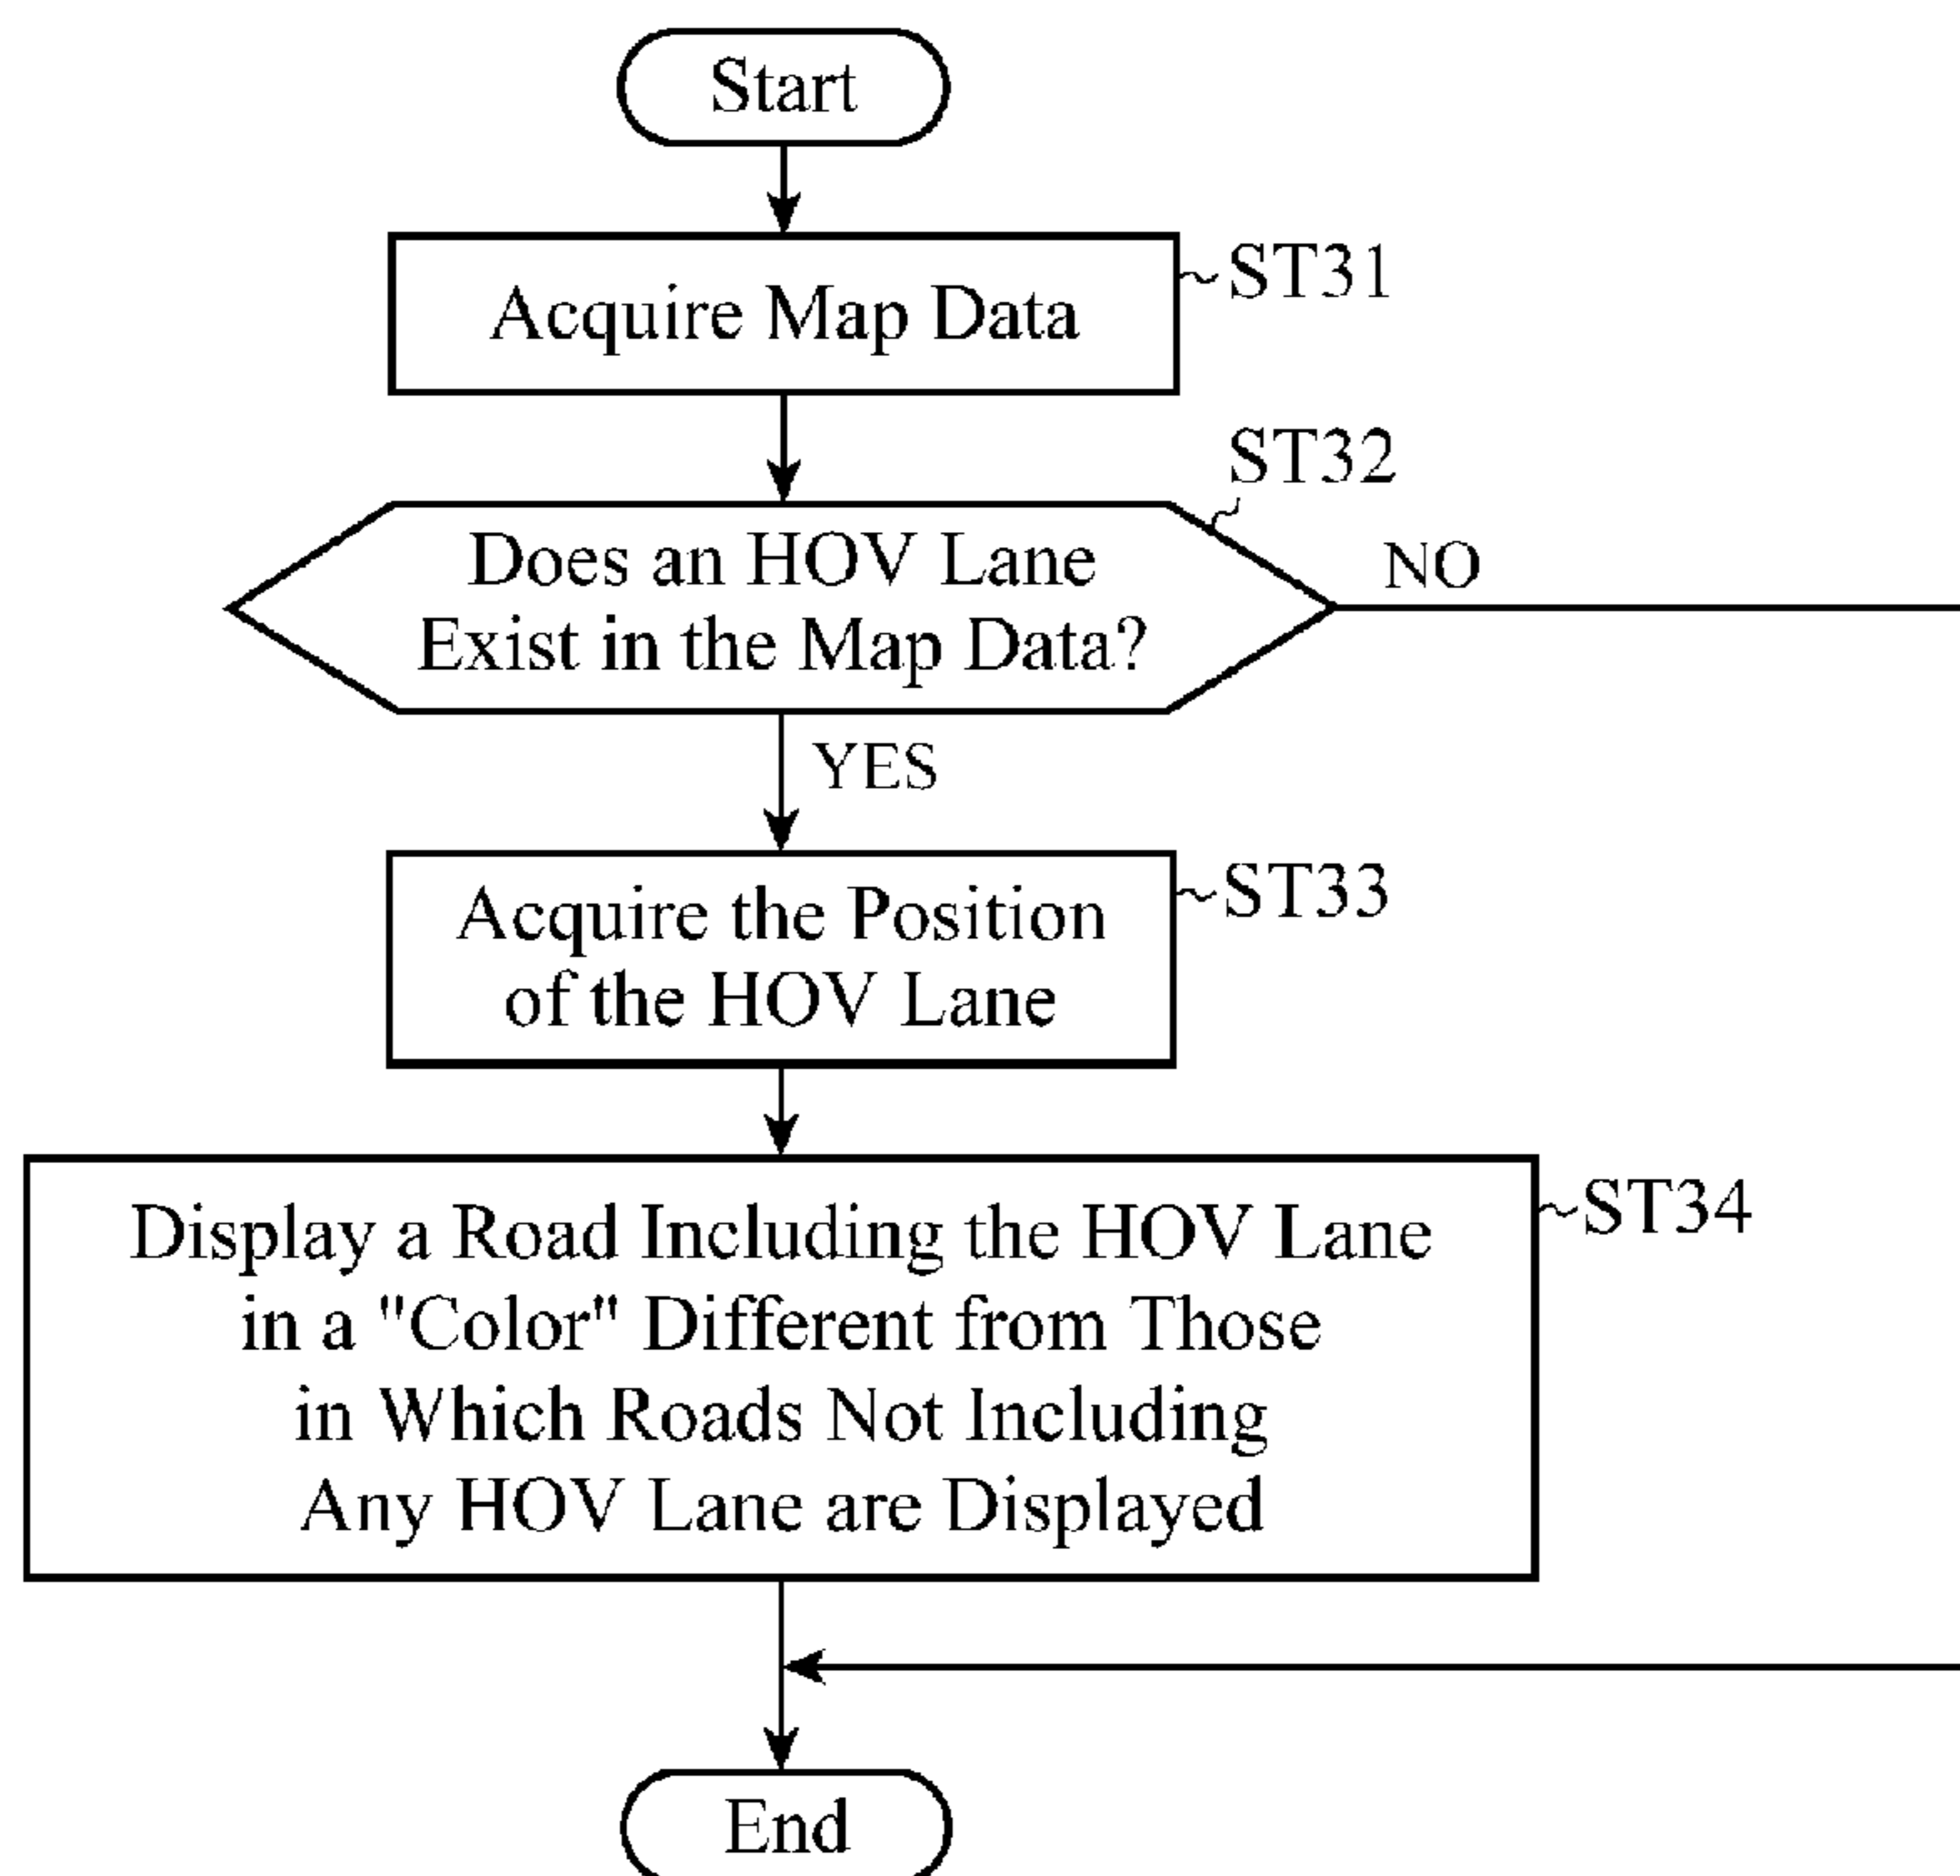 Start
Acquire Map Data
ST31
ST32
Does an HOV Lane
Exist in the Map Data?
NO
YES
Acquire the Position
of the HOV Lane
ST33
Display a Road Including the HOV Lane
in a "Color" Different from Those
in Which Roads Not Including
Any HOV Lane are Displayed
ST34
End